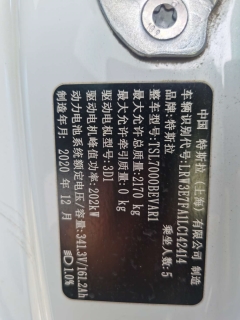 中国 特斯拉（上海）有限公司 制造
车辆识别代号:LRW3E7FA1LC142414
品牌:特斯拉 乘坐人数:5
整车型号:TSL7000BEVAR1
最大允许总质量:2170 kg
最大允许牵引质量:0 kg
驱动电机型号:3D1
驱动电机峰值功率:202kW
动力电池系统额定电压/容量:341.3V/161.2Ah
制造年月:2020 年 12 月
1.0%